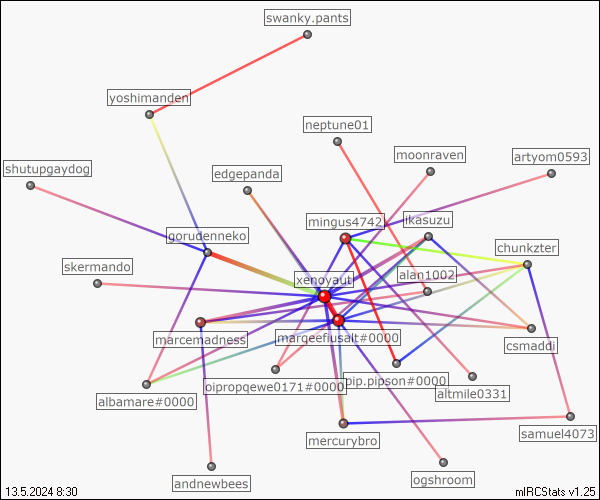 swanky.pants
yoshimanden
neptune01
moonraven
artyom0593
shutupgaydog
edgepanda
mingus4742
ikasuzu
gorudenneko
chunkzter
skermando
xenoyaut
alan1002
marcemadness
marqeefiusalt#0000
csmaddi
oipropqewe0171#0000
pip.pipson#0000
albamare#0000
altmile0331
mercurybro
samuel4073
andnewbees
ogshroom
13.5.2024 8:30
mIRCStats v1.25